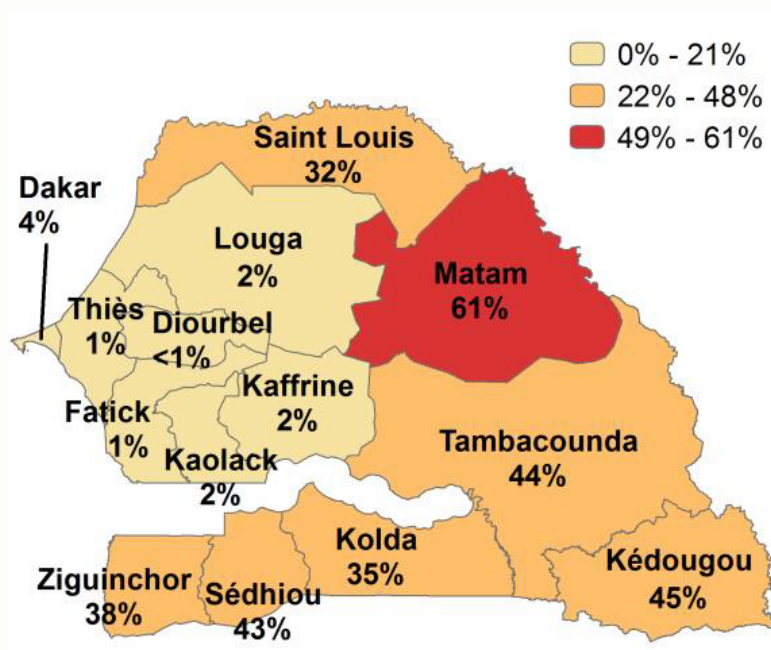 0% - 21%
22% - 48%
49% - 61%
Saint Louis
32%
Dakar
4%
Louga
2%
Matam
61%
Thiès
1%
Diourbel
<1%
Kaffrine
2%
Fatick
1%
Kaolack
2%
Tambacounda
44%
Kolda
35%
Kédougou
45%
Ziguinchor
38%
Sédhiou
43%